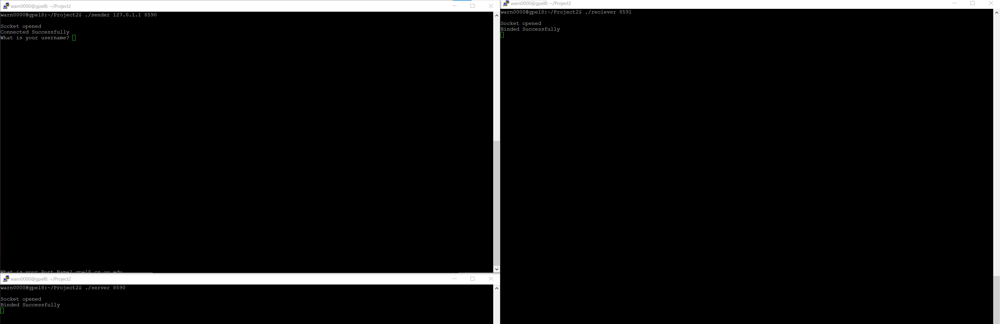 warn0000@gpel8: ~/Project2
warn0000@gpel8:~/Project2$ ./sender 127.0.1.1 8590
Socket opened
Connected Successfully
What is your username?
What is your Port Name? gpel8.cs.ou.edu
warn0000@gpel8: ~/Project2
warn0000@gpel8:~/Project2$ ./server 8590
Socket opened
Binded Successfully
warn0000@gpel8: ~/Project2
warn0000@gpel8:~/Project2$ ./reciever 8591
Socket opened
Binded Successfully